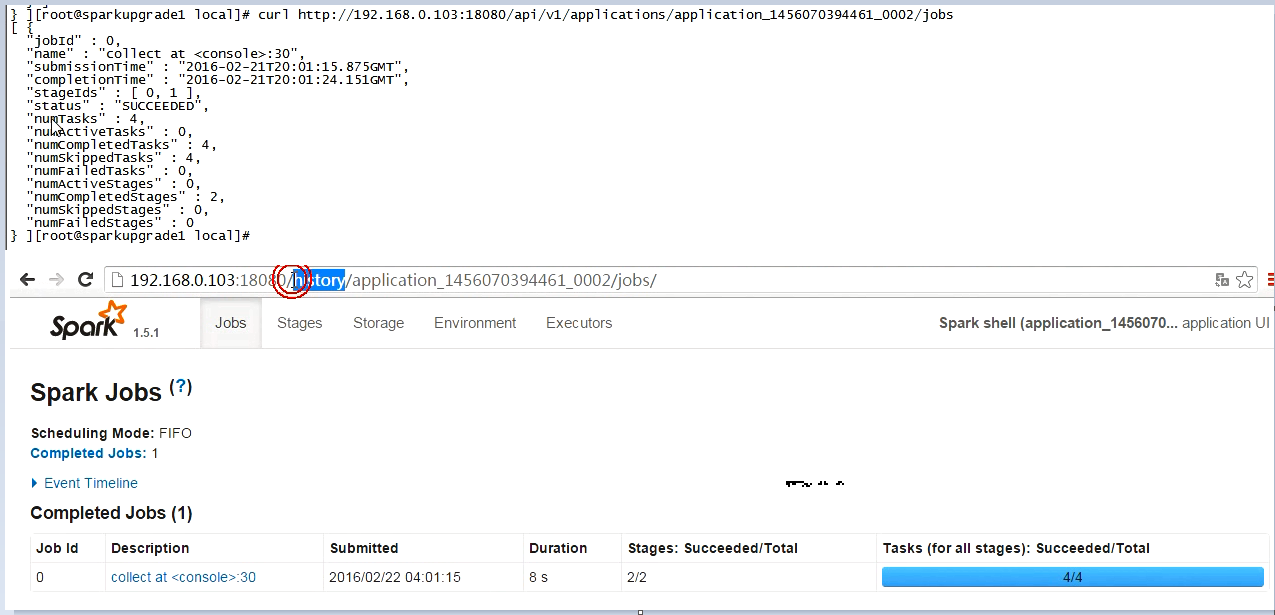 } ][root@sparkupgrade1 local]# curl http://192.168.0.103:18080/api/v1/applications/application_1456070394461_0002/jobs
[ {
"jobId" : 0,
"name" : "collect at <console>:30",
"submissionTime" : "2016-02-21T20:01:15.875GMT",
"completionTime" : "2016-02-21T20:01:24.151GMT",
"stageIds" : [ 0, 1 ],
"status" : "SUCCEEDED",
"numTasks" : 4,
"numActiveTasks" : 0,
"numCompletedTasks" : 4,
"numSkippedTasks" : 4,
"numFailedTasks" : 0,
"numActiveStages" : 0,
"numCompletedStages" : 2,
"numSkippedStages" : 0,
"numFailedStages" : 0
} ][root@sparkupgrade1 local]#
192.168.0.103:18080/history/application_1456070394461_0002/jobs/
Spark 1.5.1 Jobs Stages Storage Environment Executors Spark shell (application_1456070... application UI
Spark Jobs (?)
Scheduling Mode: FIFO
Completed Jobs: 1
Event Timeline
Completed Jobs (1)
Job Id Description Submitted Duration Stages: Succeeded/Total Tasks (for all stages): Succeeded/Total
0 collect at <console>:30 2016/02/22 04:01:15 8 s 2/2 4/4